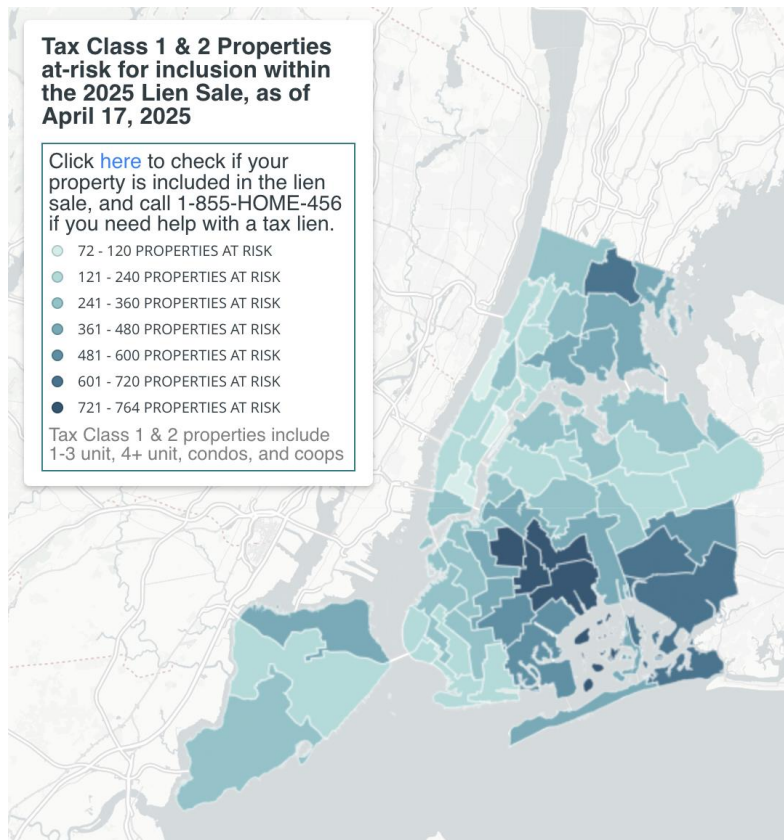 Tax Class 1 & 2 Properties
at-risk for inclusion within
the 2025 Lien Sale, as of
April 17, 2025
Click here to check if your
property is included in the lien
sale, and call 1-855-HOME-456
if you need help with a tax lien.
72 - 120 PROPERTIES AT RISK
121 - 240 PROPERTIES AT RISK
241 - 360 PROPERTIES AT RISK
361 - 480 PROPERTIES AT RISK
481 - 600 PROPERTIES AT RISK
601 - 720 PROPERTIES AT RISK
721 - 764 PROPERTIES AT RISK
Tax Class 1 & 2 properties include
1-3 unit, 4+ unit, condos, and coops